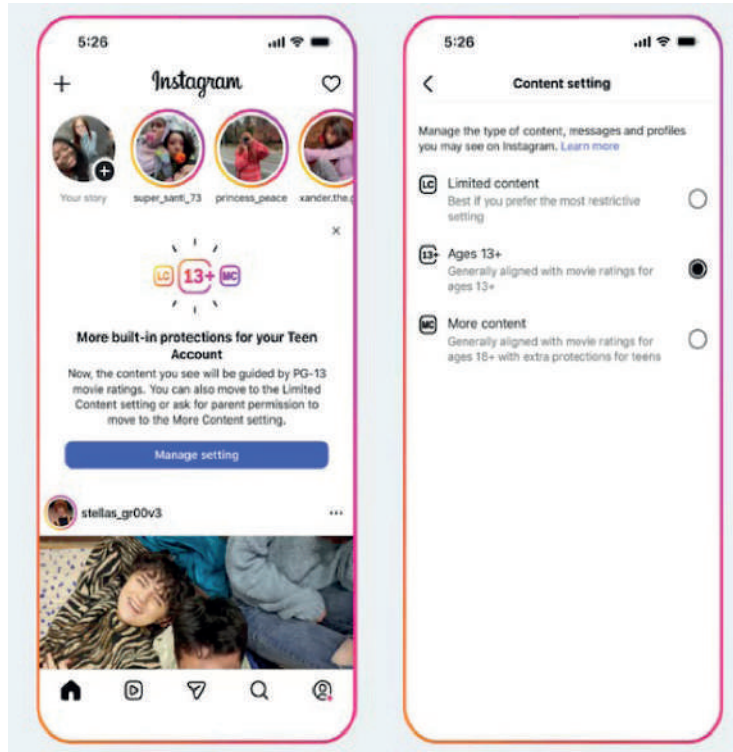 5:26
Instagram
Your story
super_santi_73
princess_peace
xander.the.
LC
13+
MC
More built-in protections for your Teen
Account
Now, the content you see will be guided by PG-13
movie ratings. You can also move to the Limited
Content setting or ask for parent permission to
move to the More Content setting.
Manage setting
stellas_gr00v3
5:26
Content setting
Manage the type of content, messages and profiles
you may see on Instagram. Learn more
LC
Limited content
Best if you prefer the most restrictive
setting
13+
Ages 13+
Generally aligned with movie ratings for
ages 13+
MC
More content
Generally aligned with movie ratings for
ages 18+ with extra protections for teens